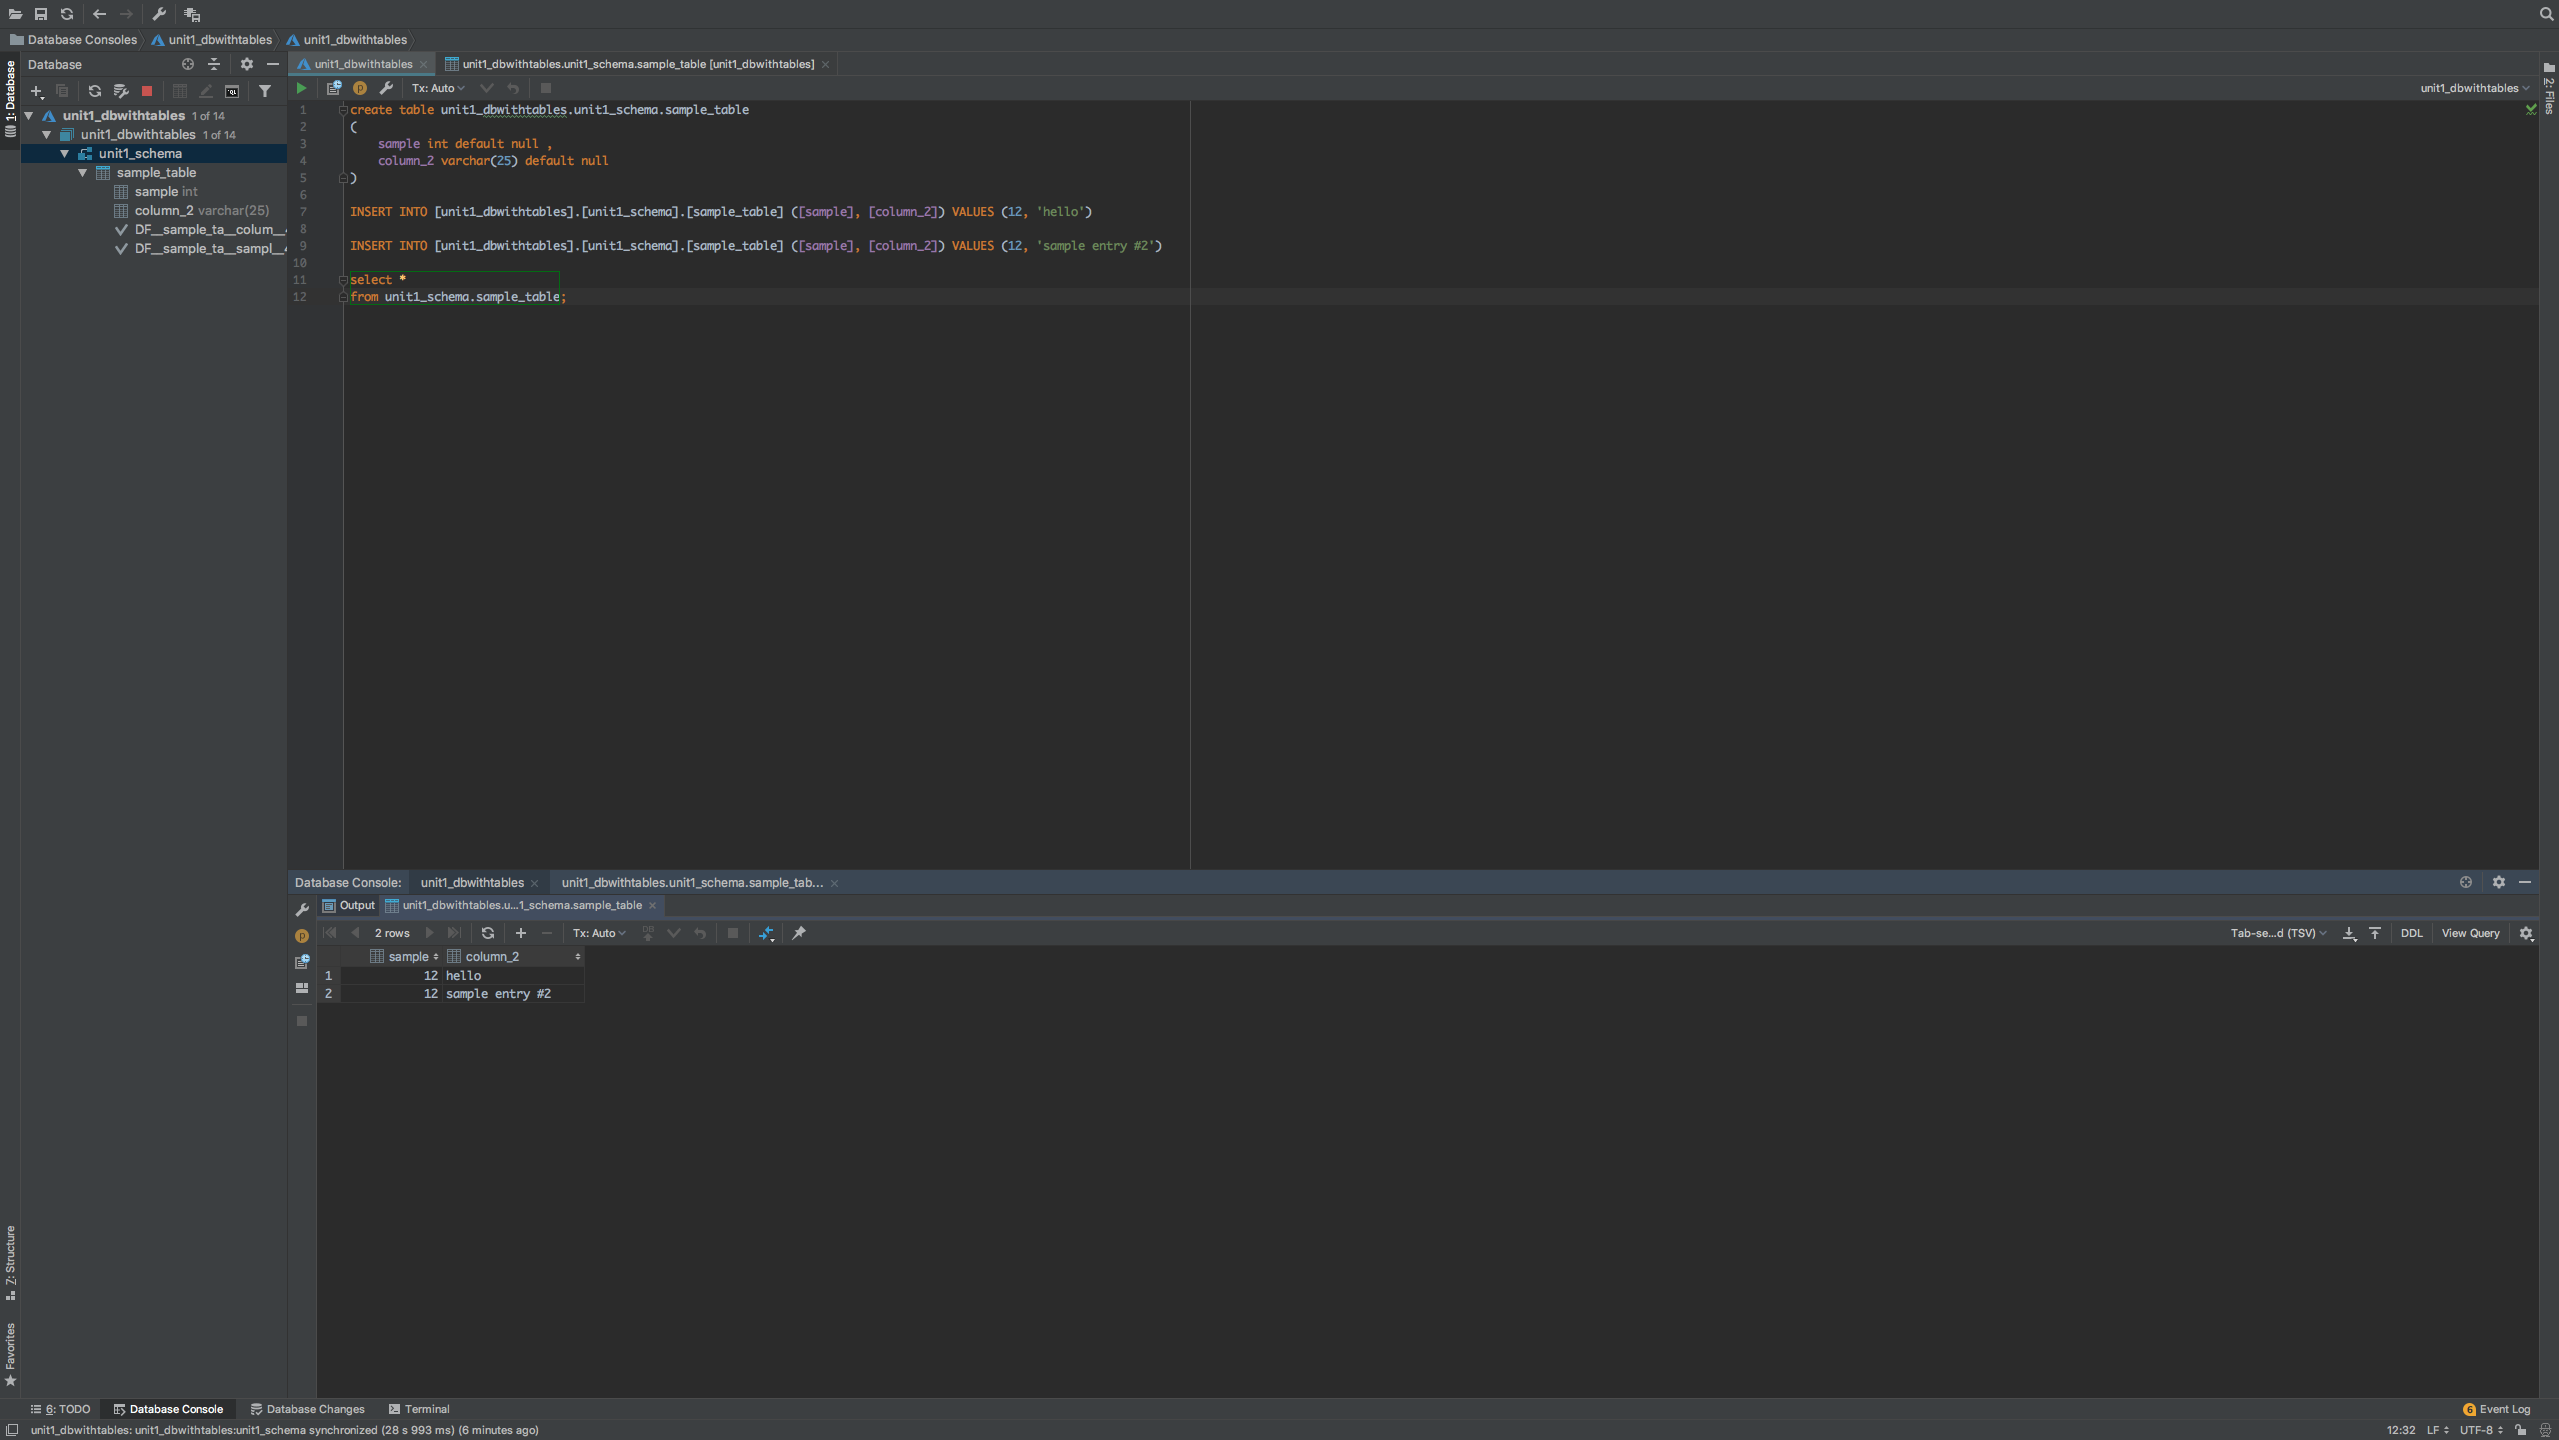 Database Consoles unit1_dbwithtables unit1_dbwithtables
1: Database
Database
unit1_dbwithtables 1 of 14
unit1_dbwithtables 1 of 14
unit1_schema
sample_table
sample int
column_2 varchar(25)
DF__sample_ta__colum__
DF__sample_ta__sampl__
7: Structure
Favorites
unit1_dbwithtables unit1_dbwithtables.unit1_schema.sample_table [unit1_dbwithtables]
Tx: Auto unit1_dbwithtables
2: Files
1 create table unit1_dbwithtables.unit1_schema.sample_table
2 (
3 sample int default null ,
4 column_2 varchar(25) default null
5 )
6
7 INSERT INTO [unit1_dbwithtables].[unit1_schema].[sample_table] ([sample], [column_2]) VALUES (12, 'hello')
8
9 INSERT INTO [unit1_dbwithtables].[unit1_schema].[sample_table] ([sample], [column_2]) VALUES (12, 'sample entry #2')
10
11 select *
12 from unit1_schema.sample_table;
Database Console: unit1_dbwithtables unit1_dbwithtables.unit1_schema.sample_tab...
Output unit1_dbwithtables.u...1_schema.sample_table
2 rows Tx: Auto DB Tab-se...d (TSV) DDL View Query
sample column_2
1 12 hello
2 12 sample entry #2
6: TODO Database Console Database Changes Terminal 6 Event Log
unit1_dbwithtables: unit1_dbwithtables:unit1_schema synchronized (28 s 993 ms) (6 minutes ago) 12:32 LF UTF-8